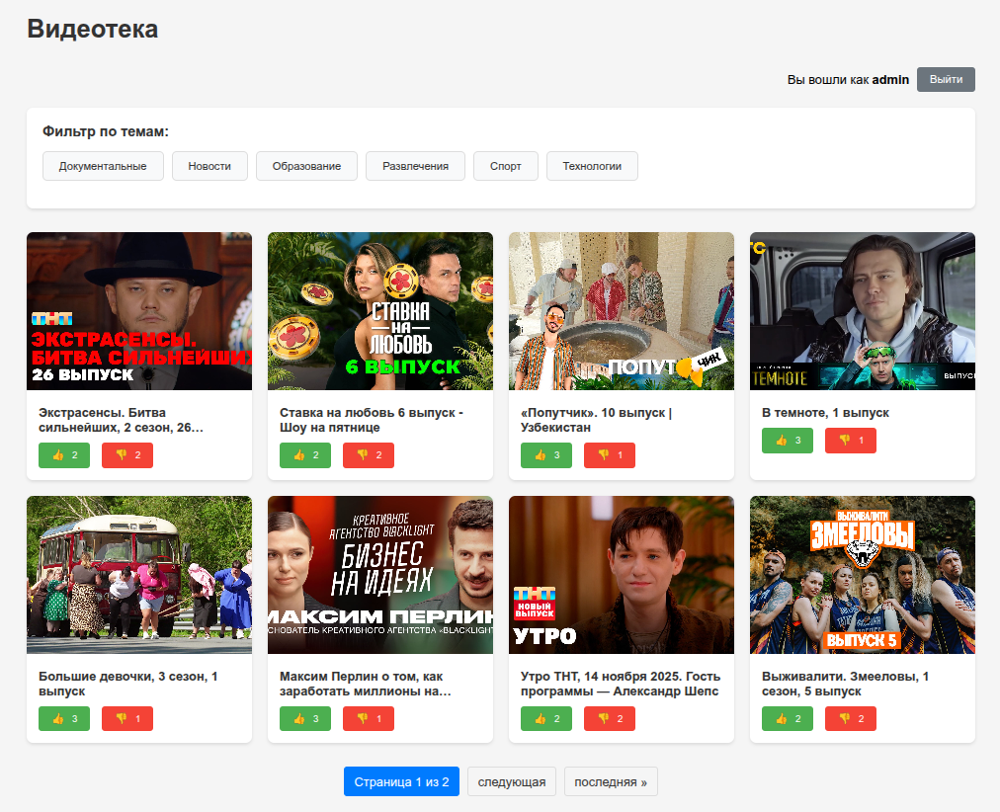 Видеотека
Вы вошли как admin
Выйти
Фильтр по темам:
Документальные
Новости
Образование
Развлечения
Спорт
Технологии
ТНТ
ЭКСТРАСЕНСЫ.
БИТВА СИЛЬНЕЙШИХ
26 ВЫПУСК
СТАВКА
НА
ЛЮБОВЬ
6 ВЫПУСК
ПОПУТ
ЧИК
ТС
ТЕМНОТЕ
ВЫПУСК
Экстрасенсы. Битва
сильнейших, 2 сезон, 26…
2
2
Ставка на любовь 6 выпуск -
Шоу на пятнице
2
2
«Попутчик». 10 выпуск |
Узбекистан
3
1
В темноте, 1 выпуск
3
1
КРЕАТИВНОЕ
АГЕНТСТВО BLACKLIGHT
БИЗНЕС
НА ИДЕЯХ
МАКСИМ ПЕРЛИН
ОСНОВАТЕЛЬ КРЕАТИВНОГО АГЕНТСТВА «BLACKLIGHT
ТНТ
НОВЫЙ
ВЫПУСК
УТРО
ВЫЖИВАЛИТИ
ЗМЕЕЛОВЫ
ВЫПУСК 5
Большие девочки, 3 сезон, 1
выпуск
3
1
Максим Перлин о том, как
заработать миллионы на…
3
1
Утро ТНТ, 14 ноября 2025. Гость
программы — Александр Шепс
2
2
Выживалити. Змееловы, 1
сезон, 5 выпуск
2
2
Страница 1 из 2
следующая
последняя »